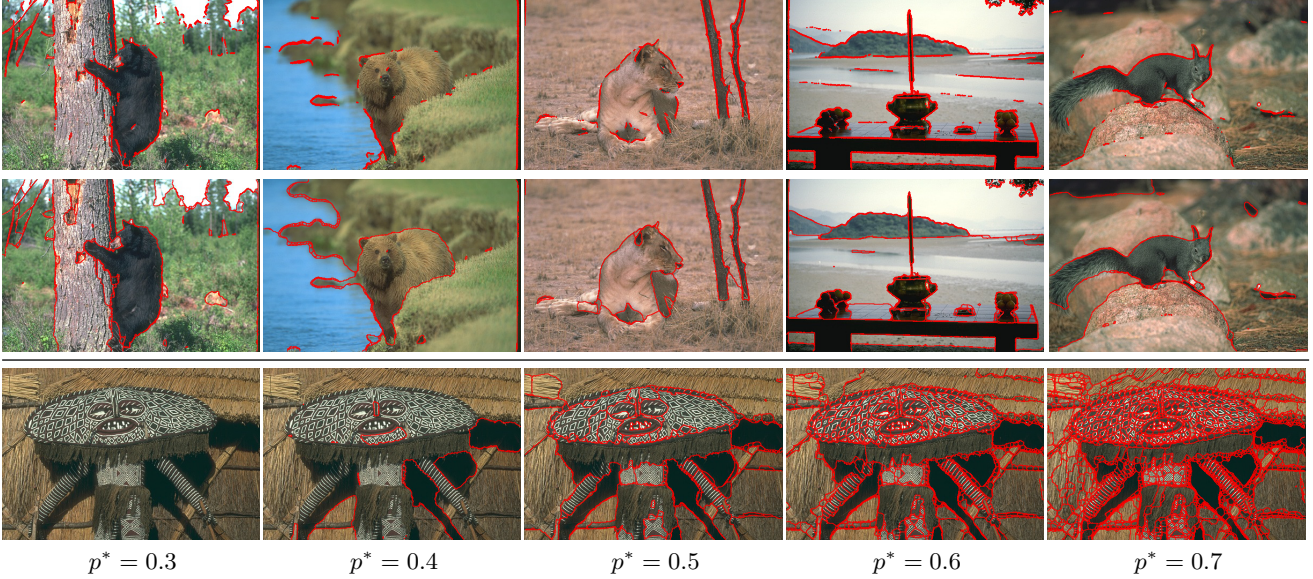 p* = 0.3 p* = 0.4 p* = 0.5 p* = 0.6 p* = 0.7